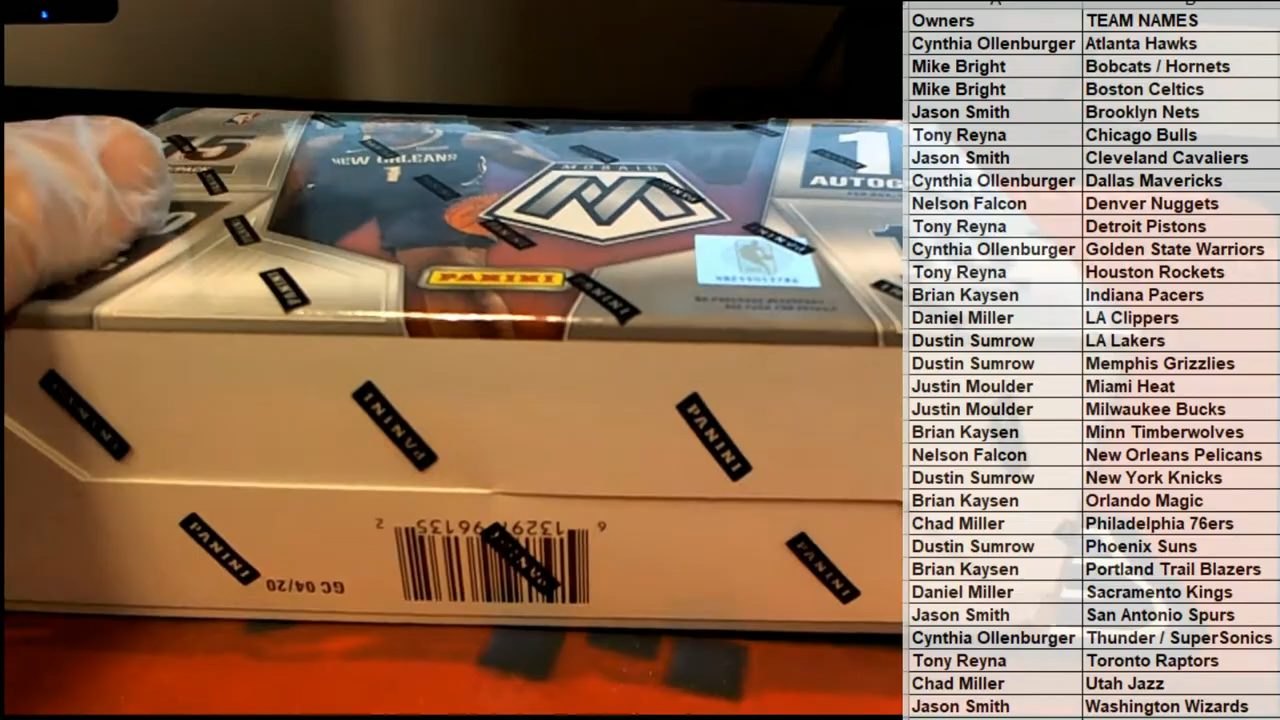 Owners TEAM NAMES
Cynthia Ollenburger Atlanta Hawks
Mike Bright Bobcats / Hornets
Mike Bright Boston Celtics
Jason Smith Brooklyn Nets
Tony Reyna Chicago Bulls
Jason Smith Cleveland Cavaliers
Cynthia Ollenburger Dallas Mavericks
Nelson Falcon Denver Nuggets
Tony Reyna Detroit Pistons
Cynthia Ollenburger Golden State Warriors
Tony Reyna Houston Rockets
Brian Kaysen Indiana Pacers
Daniel Miller LA Clippers
Dustin Sumrow LA Lakers
Dustin Sumrow Memphis Grizzlies
Justin Moulder Miami Heat
Justin Moulder Milwaukee Bucks
Brian Kaysen Minn Timberwolves
Nelson Falcon New Orleans Pelicans
Dustin Sumrow New York Knicks
Brian Kaysen Orlando Magic
Chad Miller Philadelphia 76ers
Dustin Sumrow Phoenix Suns
Brian Kaysen Portland Trail Blazers
Daniel Miller Sacramento Kings
Jason Smith San Antonio Spurs
Cynthia Ollenburger Thunder / SuperSonics
Tony Reyna Toronto Raptors
Chad Miller Utah Jazz
Jason Smith Washington Wizards
NEW ORLEANS
1
MOSAIC
PANINI
1
PANINI
PANINI
PANINI
PANINI
PANINI
PANINI
PANINI
GC 04/20